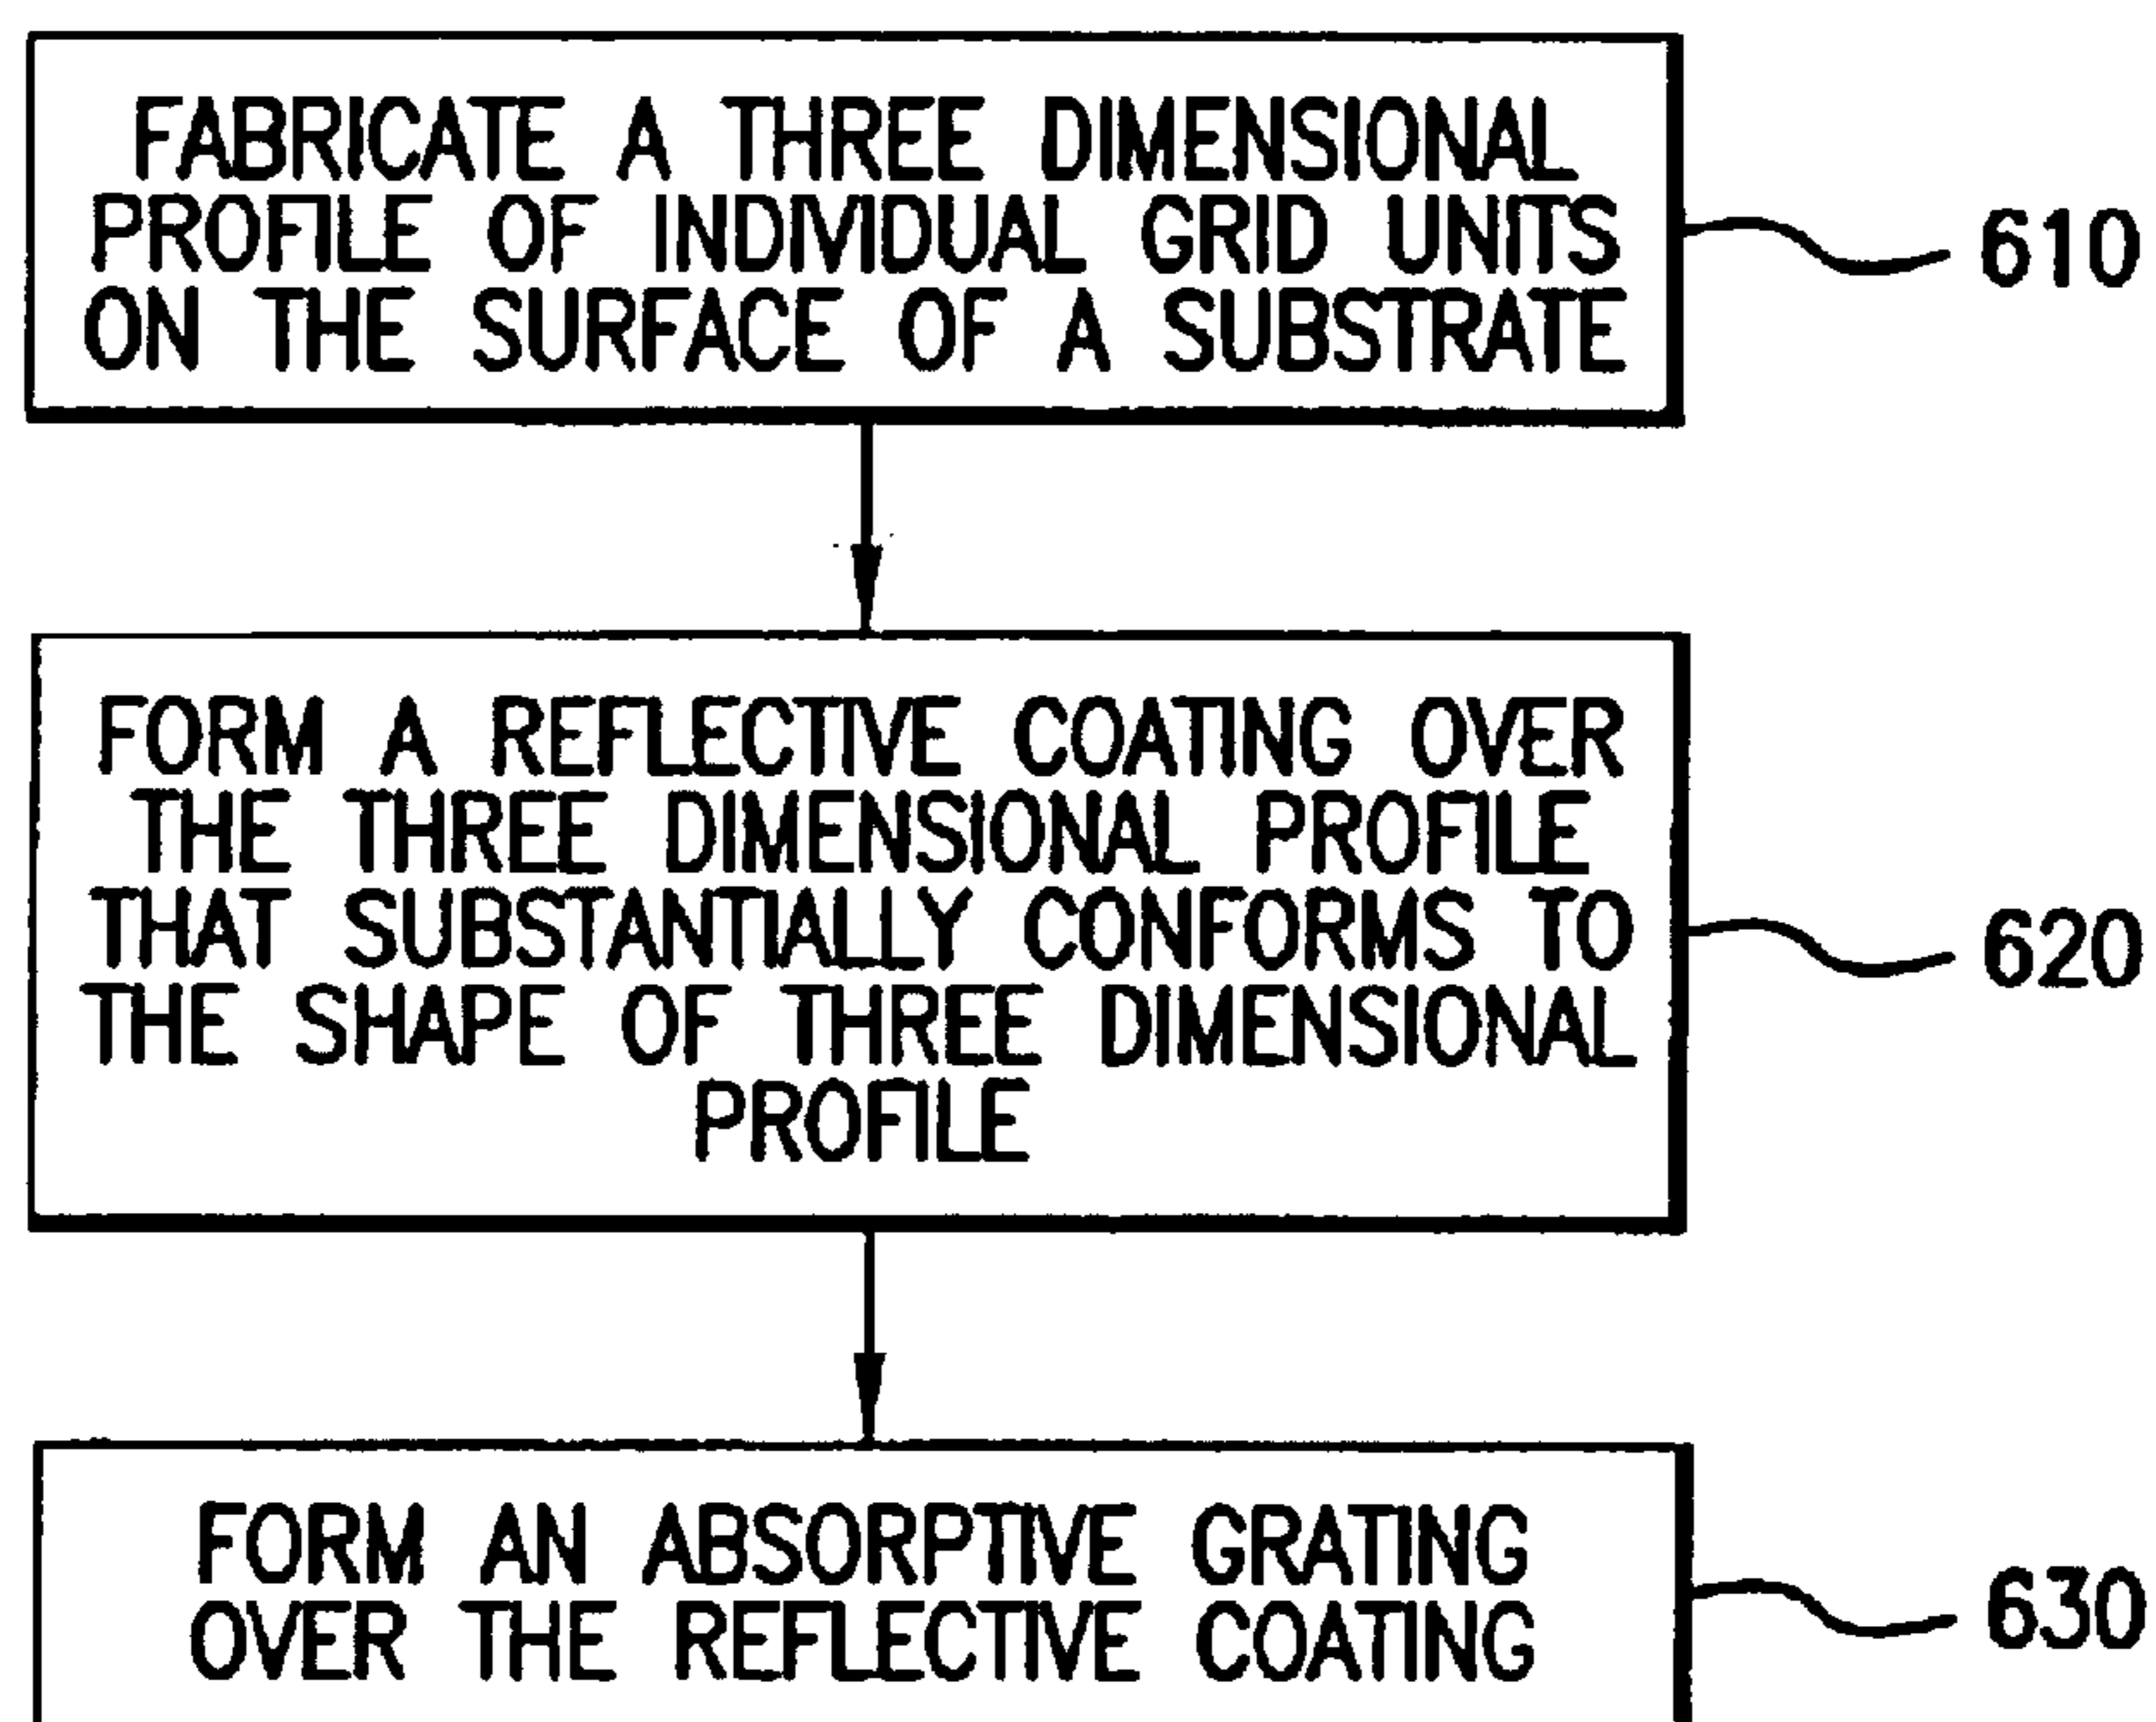 FABRICATE A THREE DIMENSIONAL
PROFILE OF INDIVIDUAL GRID UNITS
ON THE SURFACE OF A SUBSTRATE
610
FORM A REFLECTIVE COATING OVER
THE THREE DIMENSIONAL PROFILE
THAT SUBSTANTIALLY CONFORMS TO
THE SHAPE OF THREE DIMENSIONAL
PROFILE
620
FORM AN ABSORPTIVE GRATING
OVER THE REFLECTIVE COATING
630